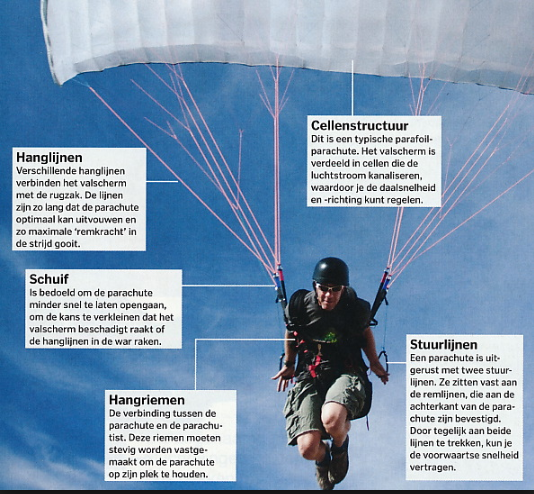 Cellenstructuur
Dit is een typische parafoil-
parachute. Het valscherm is
verdeeld in cellen die de
luchtstroom kanaliseren,
waardoor je de daalsnelheid
en -richting kunt regelen.
Hanglijnen
Verschillende hanglijnen
verbinden het valscherm
met de rugzak. De lijnen
zijn zo lang dat de parachute
optimaal kan uitvouwen en
zo maximale ‘remkracht’ in
de strijd gooit.
Schuif
Is bedoeld om de parachute
minder snel te laten opengaan,
om de kans te verkleinen dat het
valscherm beschadigt raakt of
de hanglijnen in de war raken.
Stuurlijnen
Een parachute is uit-
gerust met twee stuur-
lijnen. Ze zitten vast aan
de remlijnen, die aan de
achterkant van de para-
chute zijn bevestigd.
Door tegelijk aan beide
lijnen te trekken, kun je
de voorwaartse snelheid
vertragen.
Hangriemen
De verbinding tussen de
parachute en de parachu-
tist. Deze riemen moeten
stevig worden vastge-
maakt om de parachute
op zijn plek te houden.